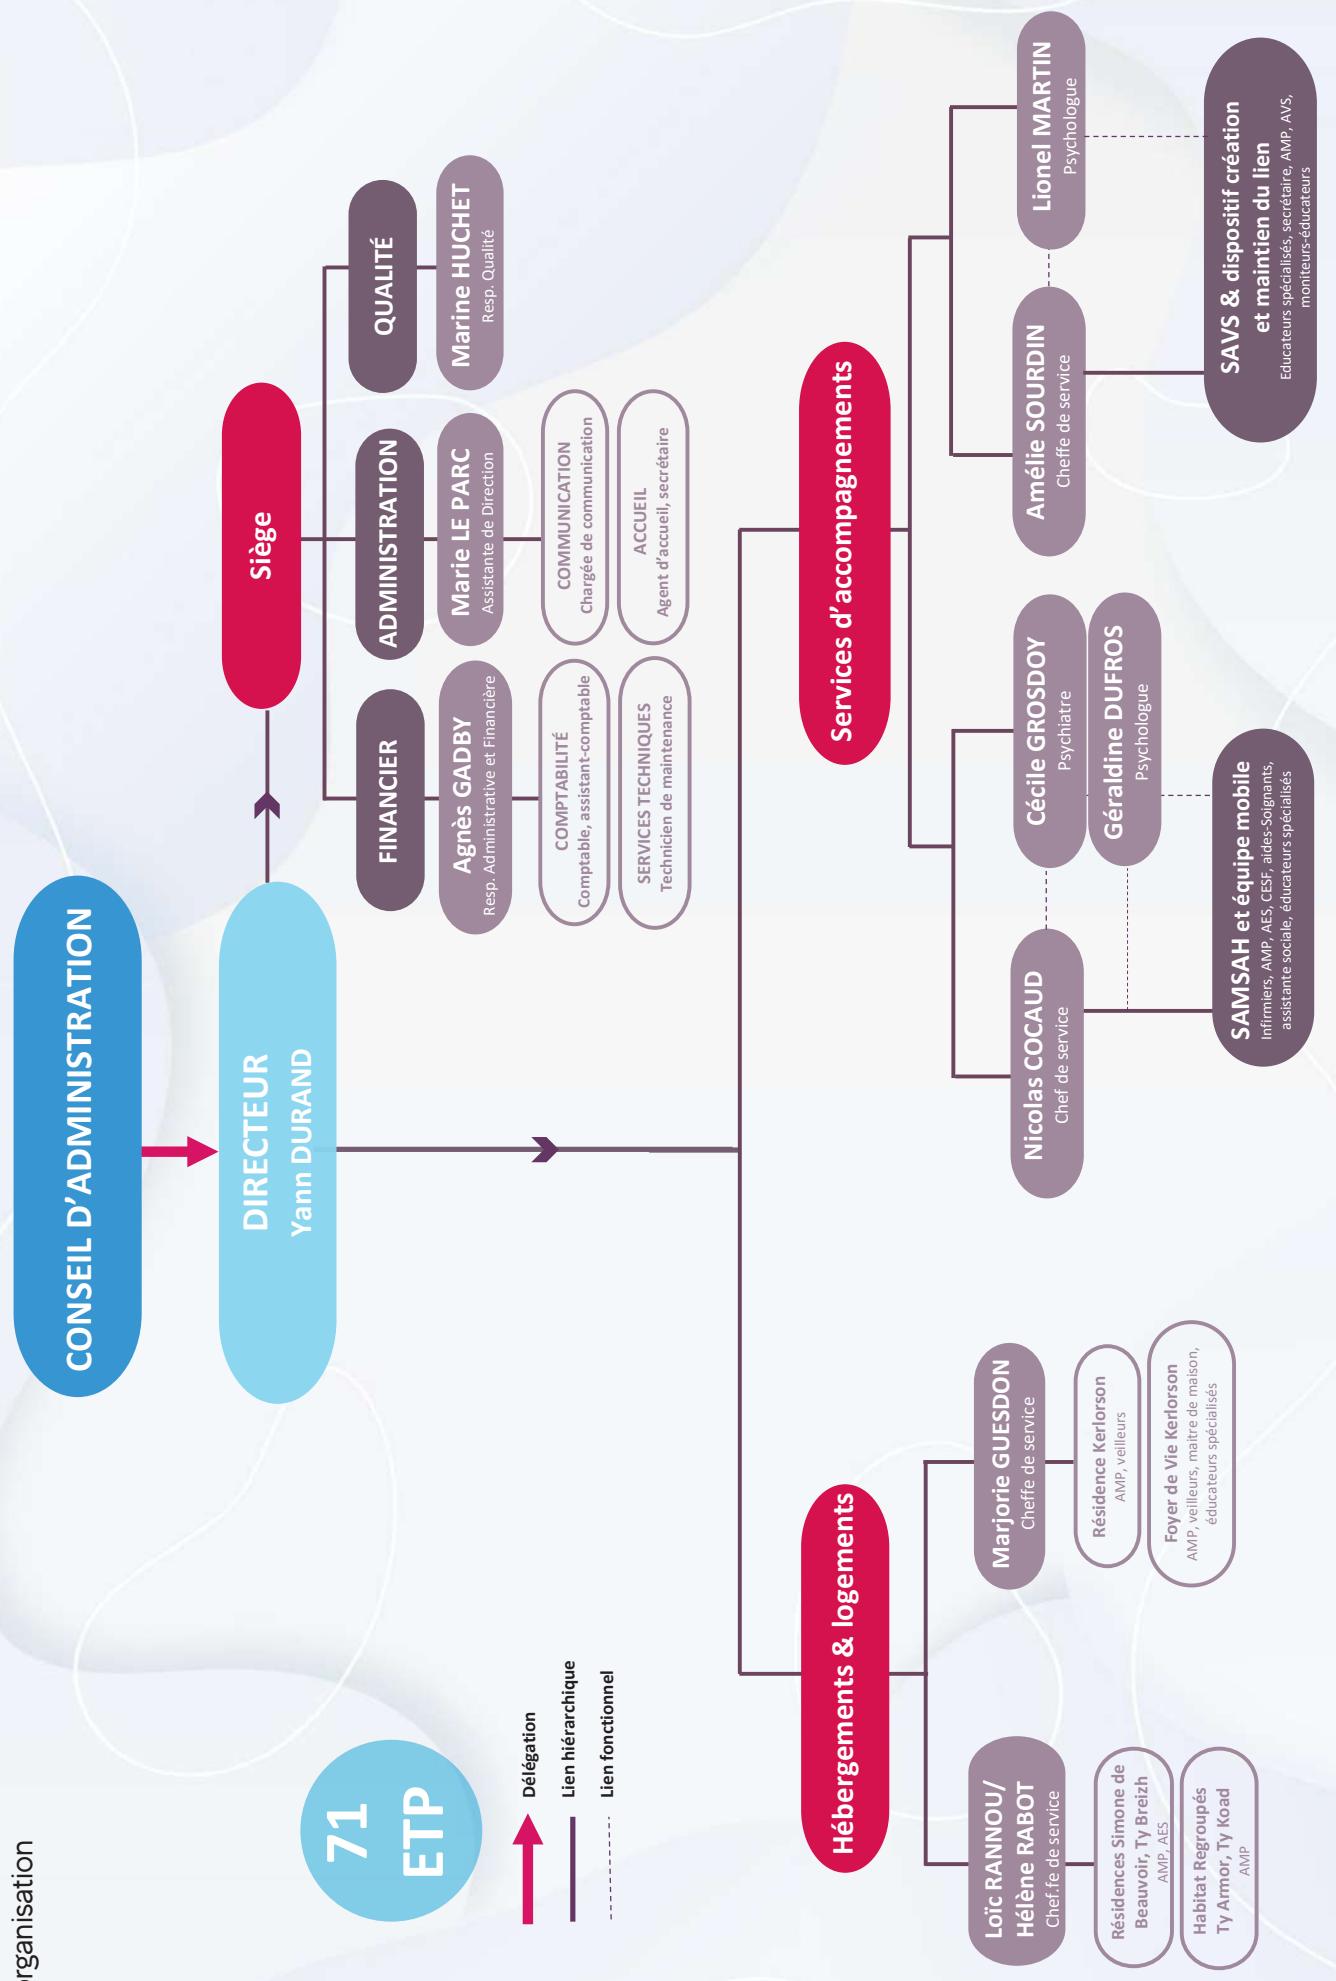 organisation
CONSEIL D’ADMINISTRATION
DIRECTEUR
Yann DURAND
71
ETP
Délégation
Lien hiérarchique
Lien fonctionnel
Siège
FINANCIER
Agnès GADBY
Resp. Administrative et Financière
COMPTABILITÉ
Comptable, assistant-comptable
SERVICES TECHNIQUES
Technicien de maintenance
ADMINISTRATION
Marie LE PARC
Assistante de Direction
COMMUNICATION
Chargée de communication
ACCUEIL
Agent d’accueil, secrétaire
QUALITÉ
Marine HUCHET
Resp. Qualité
Hébergements & logements
Loïc RANNOU/
Hélène RABOT
Chef.fe de service
Résidences Simone de
Beauvoir, Ty Breizh
AMP, AES
Habitat Regroupés
Ty Armor, Ty Koad
AMP
Marjorie GUESDON
Cheffe de service
Résidence Kerlorson
AMP, veilleurs
Foyer de Vie Kerlorson
AMP, veilleurs, maitre de maison,
éducateurs spécialisés
Services d’accompagnements
Nicolas COCAUD
Chef de service
Cécile GROSDOY
Psychiatre
Géraldine DUFROS
Psychologue
SAMSAH et équipe mobile
Infirmiers, AMP, AES, CESF, aides-Soignants,
assistante sociale, éducateurs spécialisés
Amélie SOURDIN
Cheffe de service
Lionel MARTIN
Psychologue
SAVS & dispositif création
et maintien du lien
Educateurs spécialisés, secrétaire, AMP, AVS,
moniteurs-éducateurs